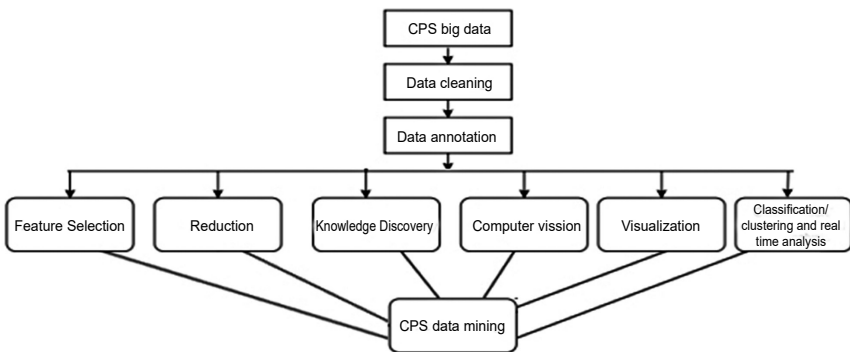 CPS big data
Data cleaning
Data annotation
Feature Selection
Reduction
Knowledge Discovery
Computer vission
Visualization
Classification/
clustering and real
time analysis
CPS data mining